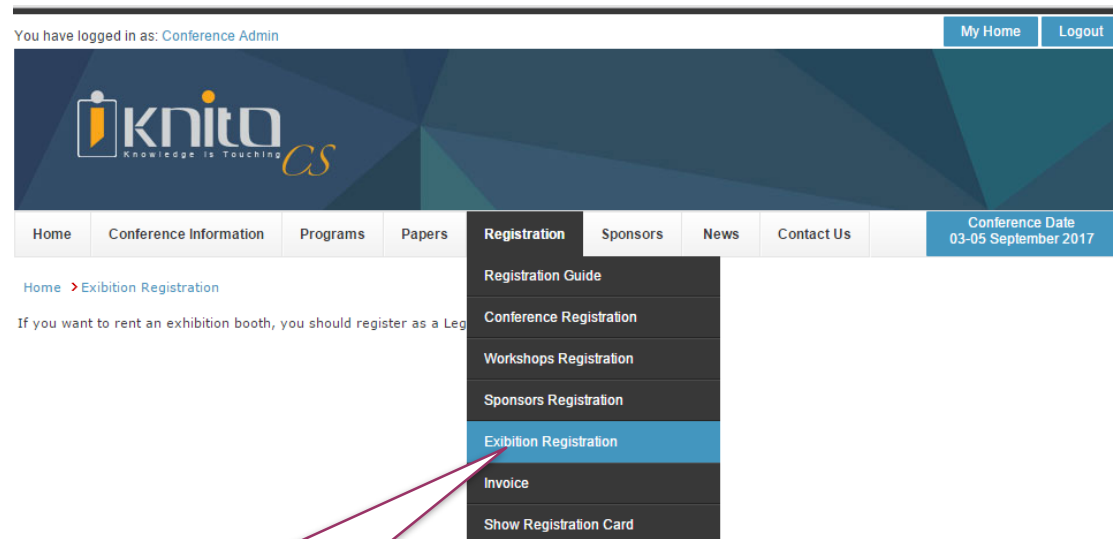 You have logged in as: Conference Admin
My Home
Logout
iknito
Knowledge Is Touching
CS
Home
Conference Information
Programs
Papers
Registration
Sponsors
News
Contact Us
Conference Date
03-05 September 2017
Home > Exibition Registration
If you want to rent an exhibition booth, you should register as a Leg
Registration Guide
Conference Registration
Workshops Registration
Sponsors Registration
Exibition Registration
Invoice
Show Registration Card